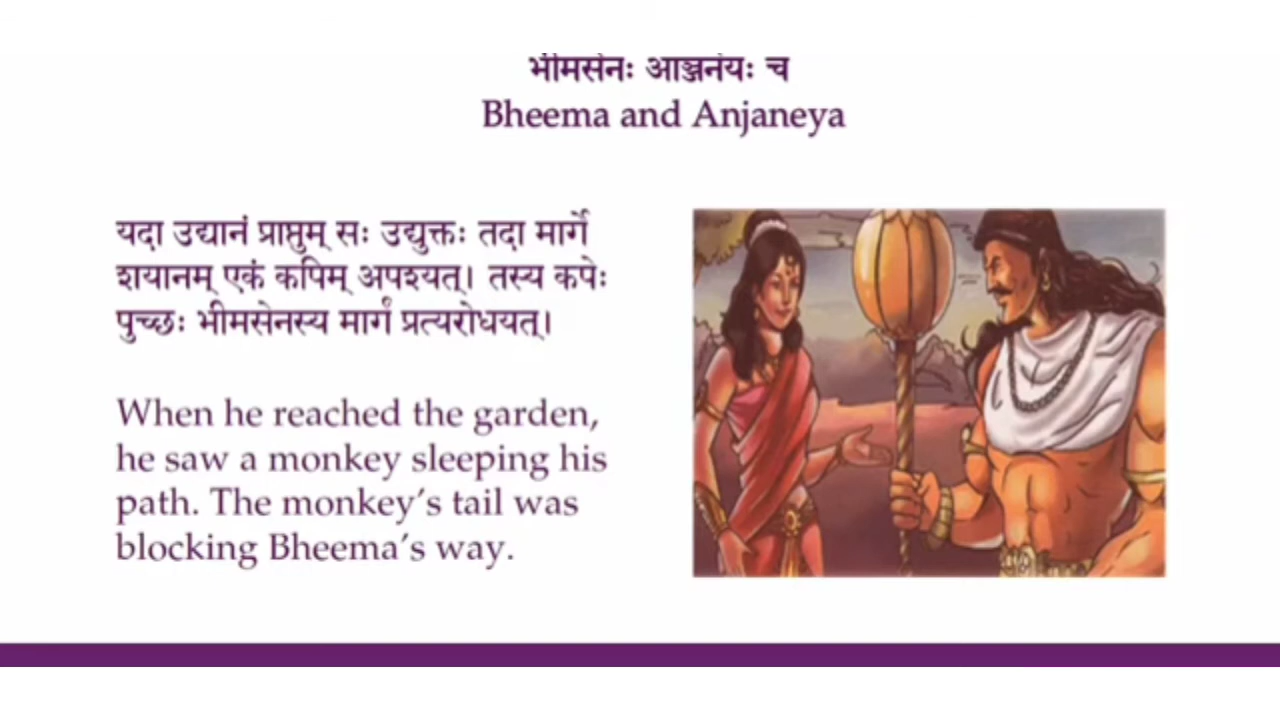 भीमसेनः आञ्जनेयः च
Bheema and Anjaneya
यदा उद्यानं प्राप्तुम् सः उद्युक्तः तदा मार्गे
शयानम् एकं कपिम् अपश्यत्। तस्य कपेः
पुच्छः भीमसेनस्य मार्गं प्रत्यरोधयत्।
When he reached the garden,
he saw a monkey sleeping his
path. The monkey’s tail was
blocking Bheema’s way.